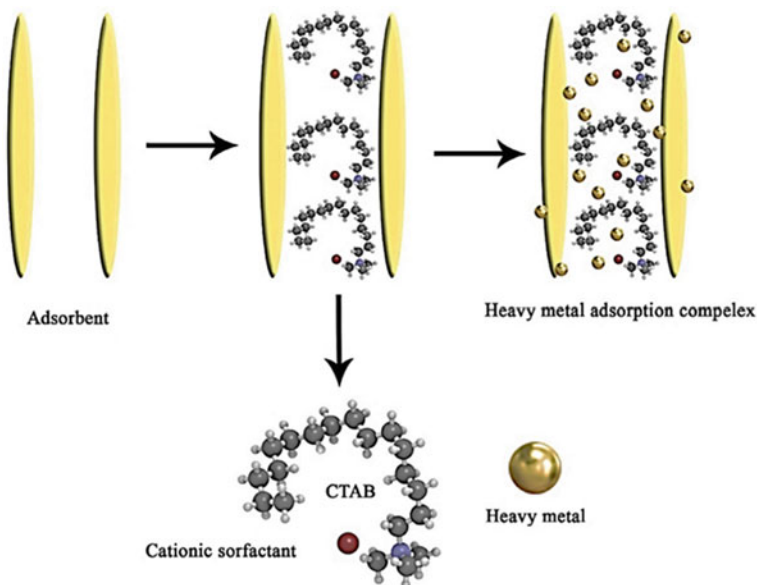 Adsorbent
Heavy metal adsorption compelex
CTAB
Cationic sorfactant
Heavy metal